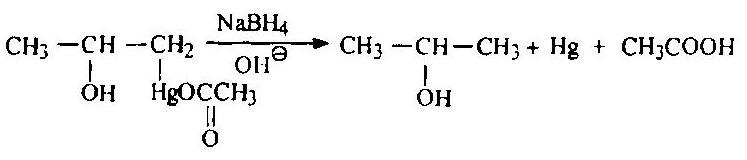 NaBH4
CH3 – CH – CH2 → CH3 – CH – CH3 + Hg + CH3COOH
OH⊖
OH HgOCCH3 OH
O